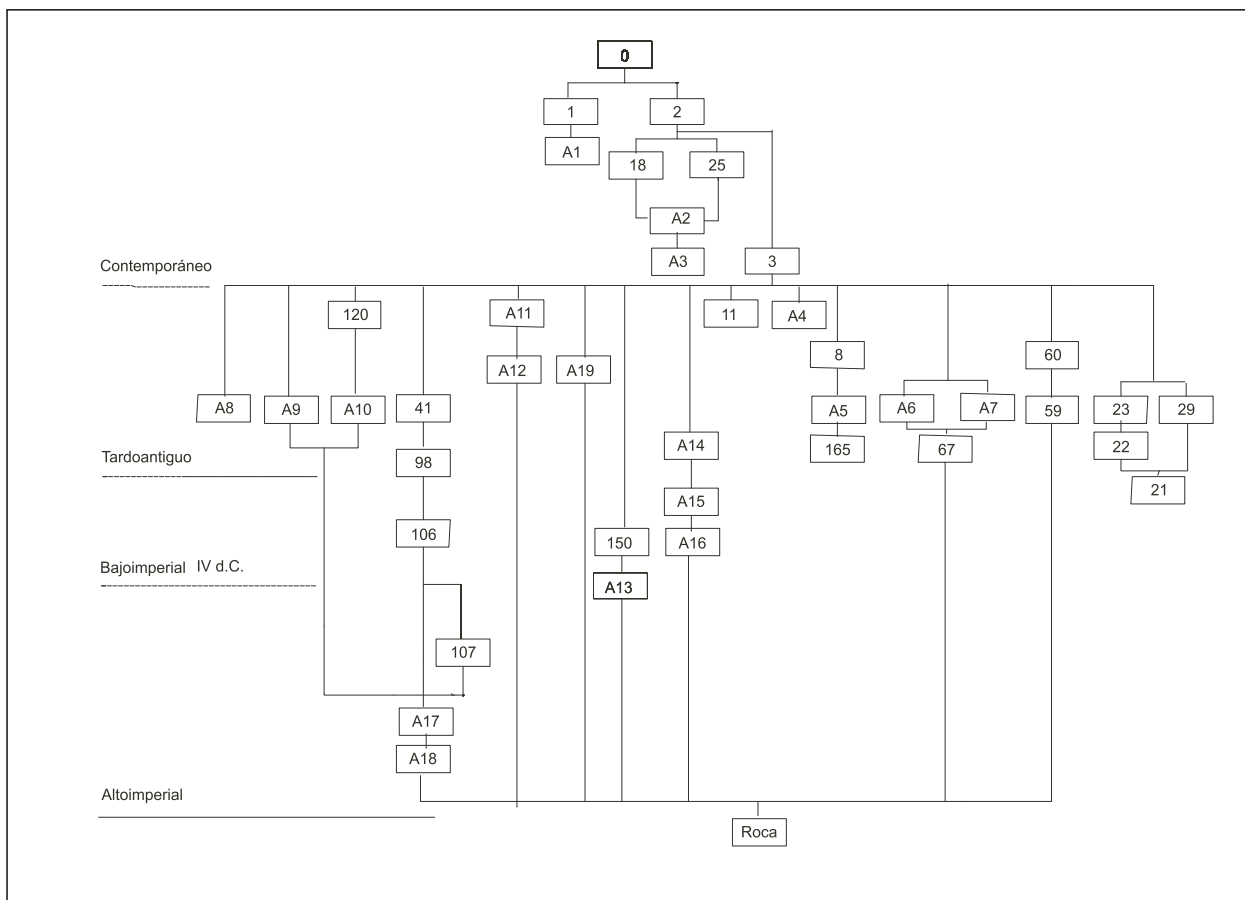 0
1 2
A1
18 25
A2
A3 3
Contemporáneo
120 A11 11 A4
8 60
A12 A19
A8 A9 A10 41 A5 A6 A7 59 23 29
A14 165 67 22
Tardoantiguo 98
A15 21
106 150 A16
Bajoimperial IV d.C.
A13
107
A17
A18
Altoimperial
Roca